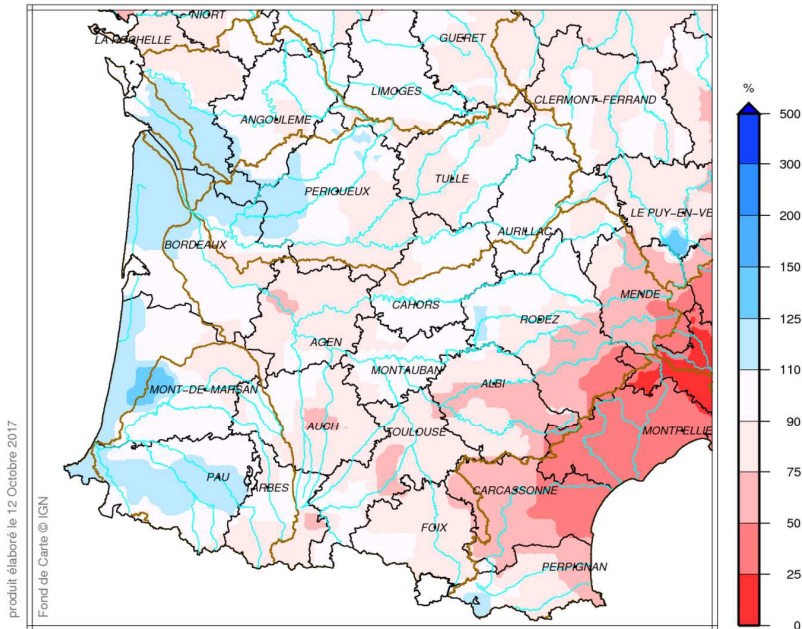 NIORT
LA ROCHELLE
GUERET
LIMOGES
CLERMONT-FERRAND
ANGOULEME
PERIGUEUX
TULLE
LE PUY-EN-VE
AURILLAC
BORDEAUX
MENDE
CAHORS
RODEZ
AGEN
MONTAUBAN
ALBI
MONT-DE-MARSAN
AUCH
TOULOUSE
MONTPELLIE
PAU
TARBES
CARCASSONNE
FOIX
PERPIGNAN
%
500
300
200
150
125
110
90
75
50
25
0
produit élaboré le 12 Octobre 2017
Fond de Carte © IGN